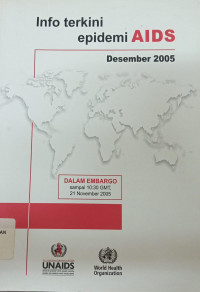 Info terkini
epidemi AIDS
Desember 2005
DALAM EMBARGO
sampai 10:30 GMT,
21 November 2005
UNAIDS
World Health
Organization
AN